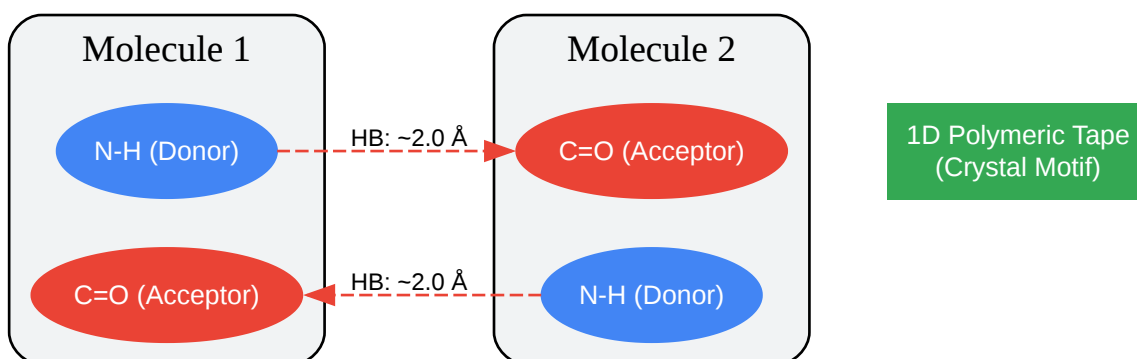 Molecule 1
Molecule 2
N-H (Donor)
HB: ~2.0 Å
C=O (Acceptor)
1D Polymeric Tape
(Crystal Motif)
C=O (Acceptor)
HB: ~2.0 Å
N-H (Donor)